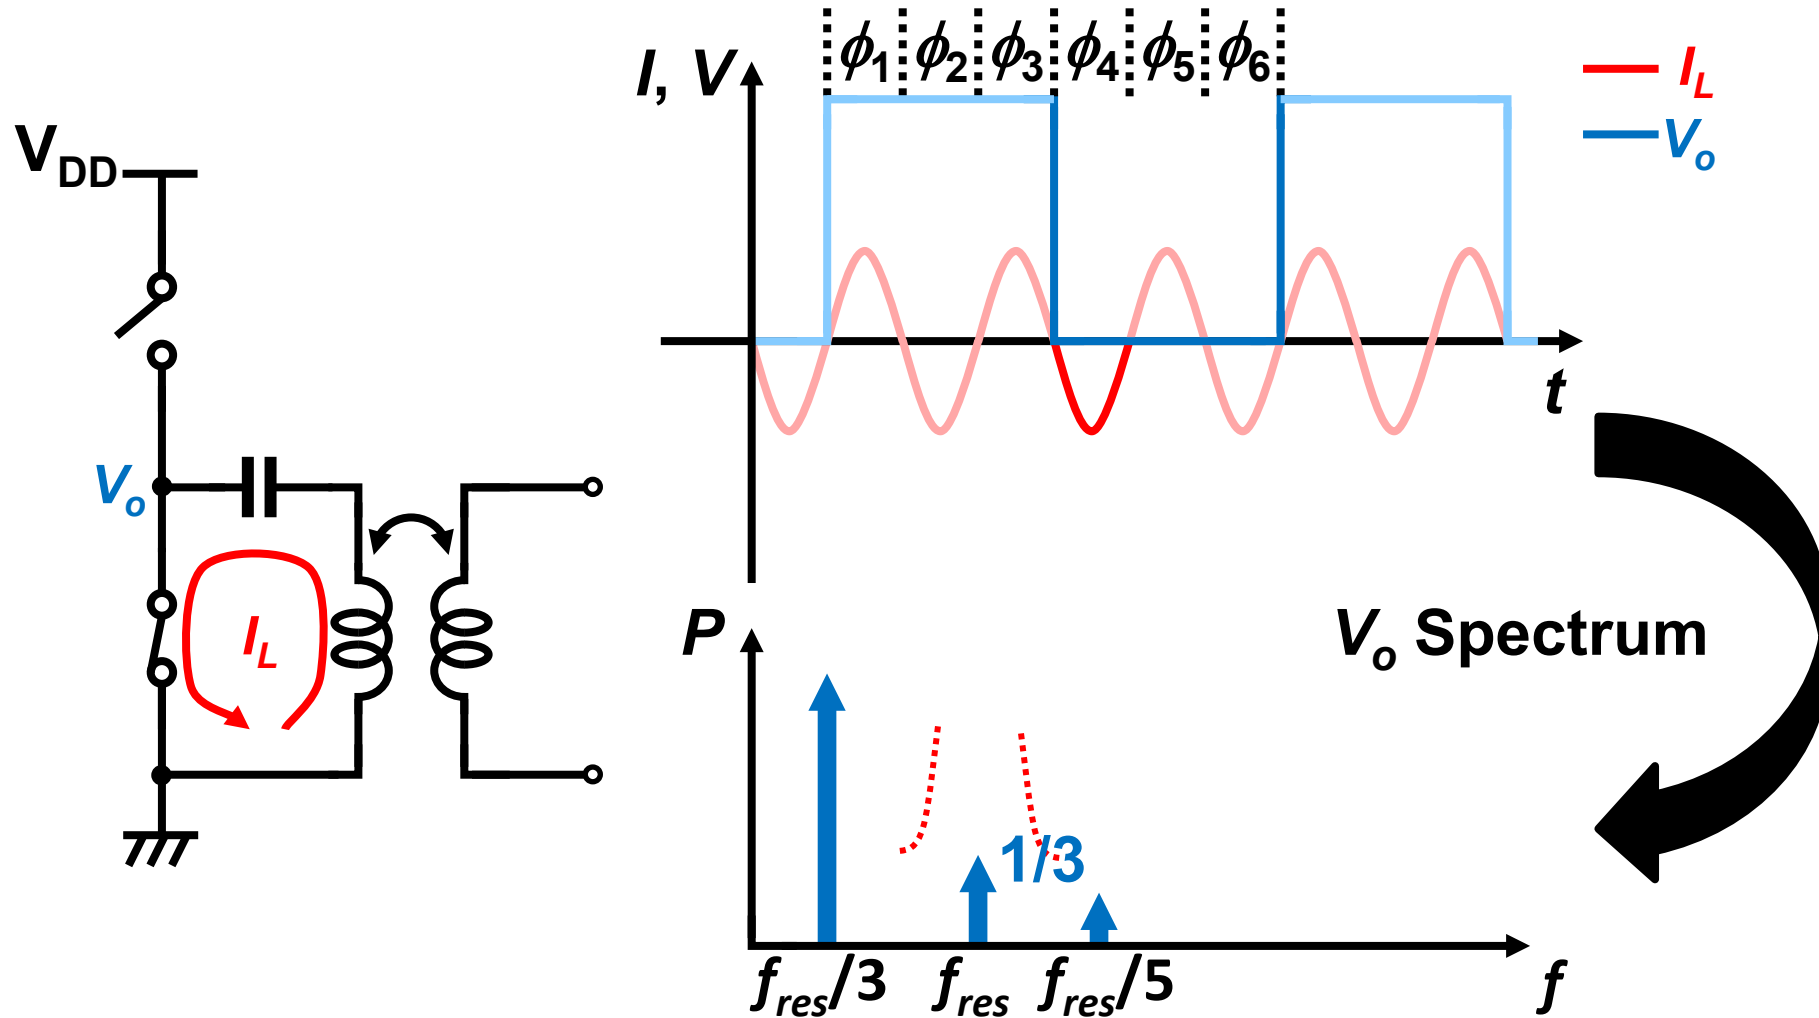 ϕ1 ϕ2 ϕ3 ϕ4 ϕ5 ϕ6
I, V
IL
Vo
VDD
t
Vo
IL
P
Vo Spectrum
1/3
fres/3 fres fres/5 f